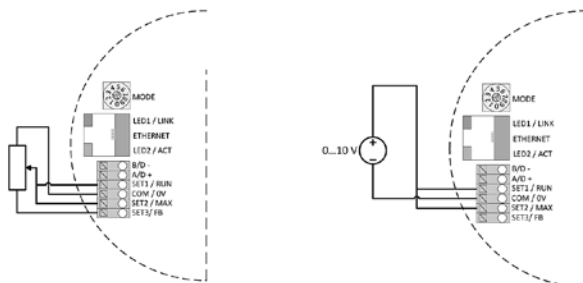 MODE
LED1 / LINK
ETHERNET
LED2 / ACT
B/D -
A/D +
SET1 / RUN
COM / 0V
SET2 / MAX
SET3/ FB
0...10 V
MODE
LED1 / LINK
ETHERNET
LED2 / ACT
B/D -
A/D +
SET1 / RUN
COM / 0V
SET2 / MAX
SET3/ FB